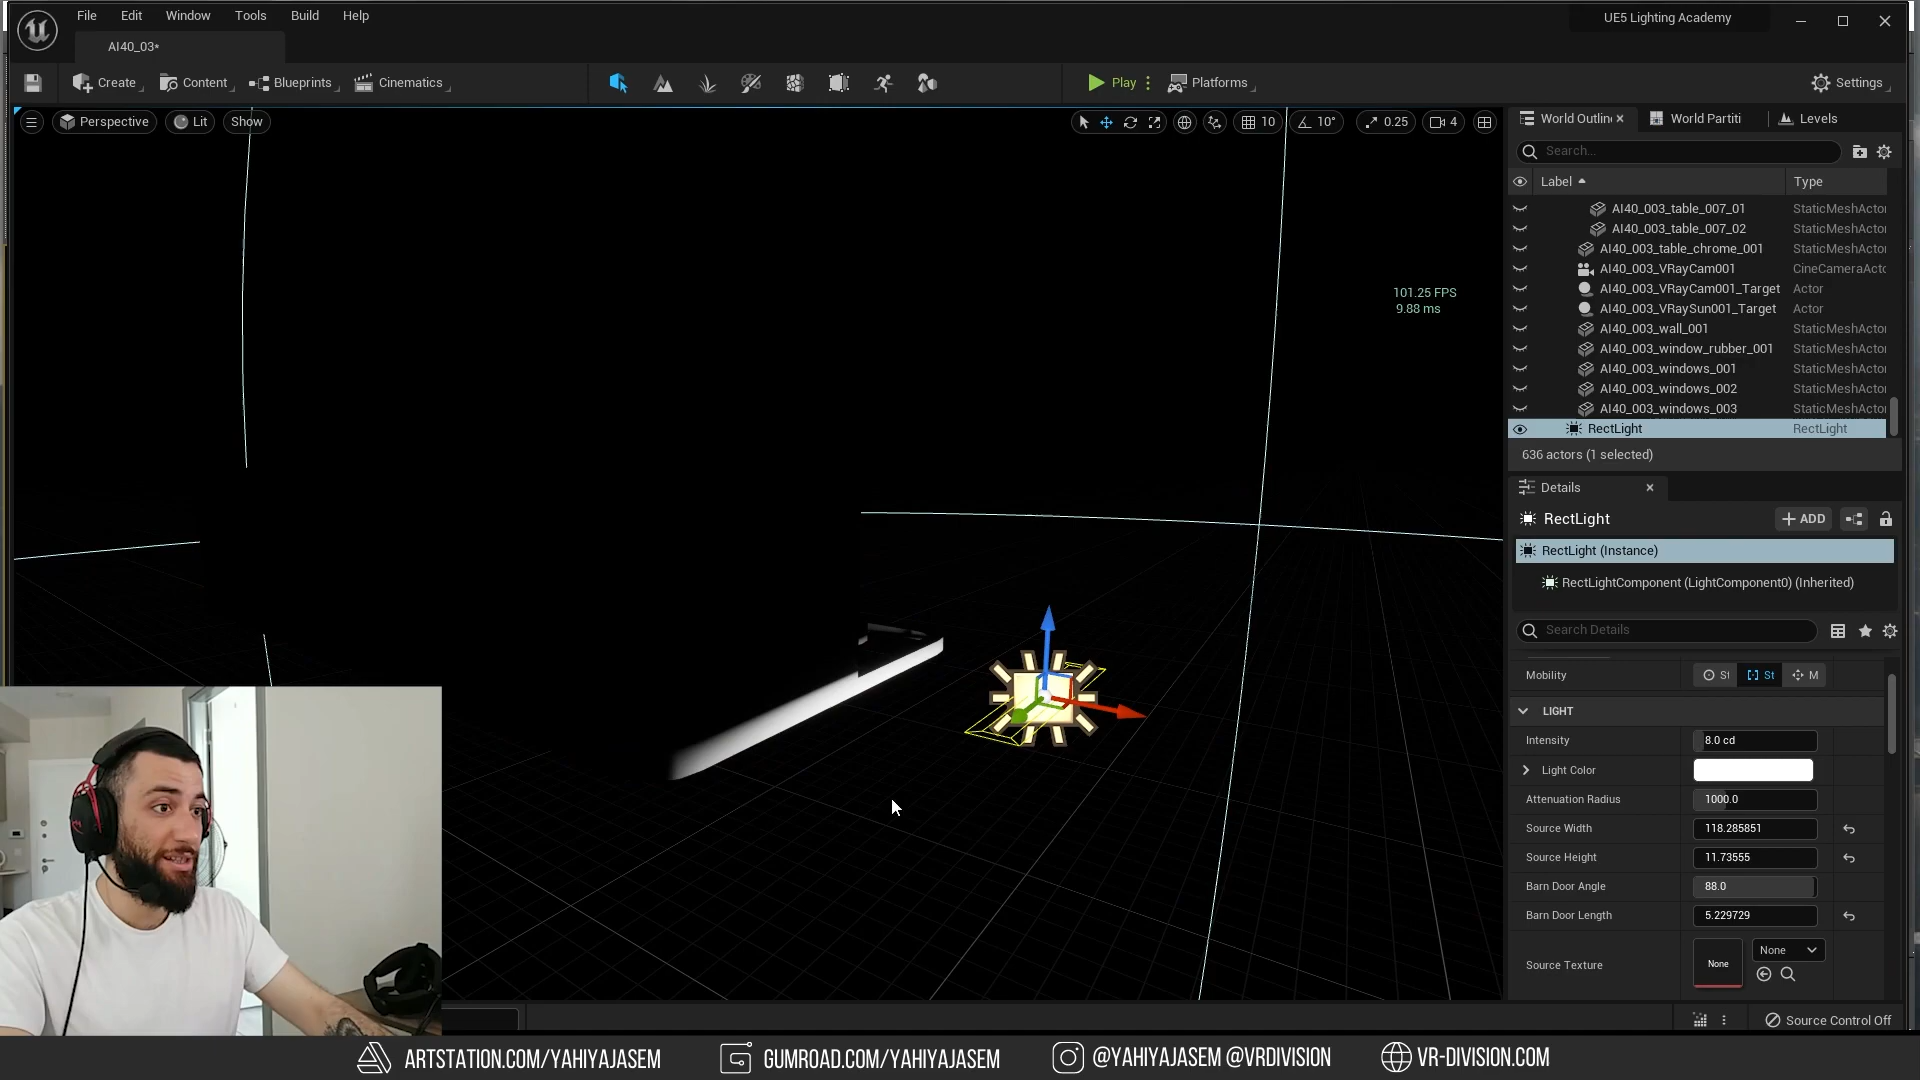 File Edit Window Tools Build Help
UE5 Lighting Academy
AI40_03*
Create Content Blueprints Cinematics Play Platforms Settings
Perspective Lit Show 10 10° 0.25 4
101.25 FPS
9.88 ms
World Outline World Partiti Levels
Search...
Label Type
AI40_003_table_007_01 StaticMeshActor
AI40_003_table_007_02 StaticMeshActor
AI40_003_table_chrome_001 StaticMeshActor
AI40_003_VRayCam001 CineCameraActo
AI40_003_VRayCam001_Target Actor
AI40_003_VRaySun001_Target Actor
AI40_003_wall_001 StaticMeshActor
AI40_003_window_rubber_001 StaticMeshActor
AI40_003_windows_001 StaticMeshActor
AI40_003_windows_002 StaticMeshActor
AI40_003_windows_003 StaticMeshActor
RectLight RectLight
636 actors (1 selected)
Details
RectLight ADD
RectLight (Instance)
RectLightComponent (LightComponent0) (Inherited)
Search Details
Mobility St St M
LIGHT
Intensity 8.0 cd
Light Color
Attenuation Radius 1000.0
Source Width 118.285851
Source Height 11.73555
Barn Door Angle 88.0
Barn Door Length 5.229729
Source Texture None None
Source Control Off
ARTSTATION.COM/YAHIYAJASEM GUMROAD.COM/YAHIYAJASEM @YAHIYAJASEM @VRDIVISION VR-DIVISION.COM